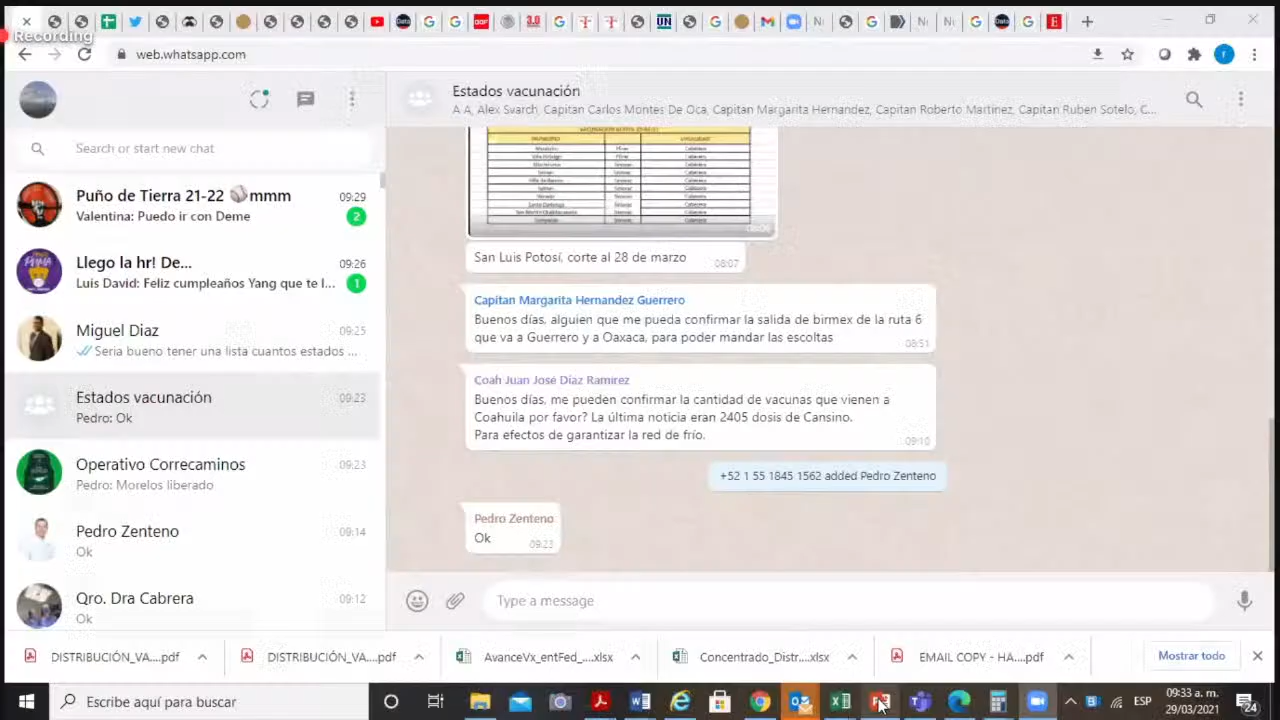 Recording
web.whatsapp.com
Estados vacunación
A A, Alex Svarch, Capitan Carlos Montes De Oca, Capitan Margarita Hernandez, Capitan Roberto Martinez, Capitan Ruben Sotelo, C...
Search or start new chat
Puño de Tierra 21-22 ⚾mmm
09:29
Valentina: Puedo ir con Deme
2
Llego la hr! De...
09:26
Luis David: Feliz cumpleaños Yang que te l...
1
Miguel Diaz
09:25
Seria bueno tener una lista cuantos estados ...
Estados vacunación
09:23
Pedro: Ok
Operativo Correcaminos
09:23
Pedro: Morelos liberado
Pedro Zenteno
09:14
Ok
Qro. Dra Cabrera
09:12
Ok
08:06
San Luis Potosí, corte al 28 de marzo
08:07
Capitan Margarita Hernandez Guerrero
Buenos días, alguien que me pueda confirmar la salida de birmex de la ruta 6
que va a Guerrero y a Oaxaca, para poder mandar las escoltas
08:51
Coah Juan José Díaz Ramírez
Buenos días, me pueden confirmar la cantidad de vacunas que vienen a
Coahuila por favor? La última noticia eran 2405 dosis de Cansino.
Para efectos de garantizar la red de frío.
09:10
+52 1 55 1845 1562 added Pedro Zenteno
Pedro Zenteno
Ok
09:23
Type a message
DISTRIBUCIÓN_VA....pdf
DISTRIBUCIÓN_VA....pdf
AvanceVx_entFed_....xlsx
Concentrado_Distr....xlsx
EMAIL COPY - HA....pdf
Mostrar todo
Escribe aquí para buscar
ESP
09:33 a. m.
29/03/2021
24